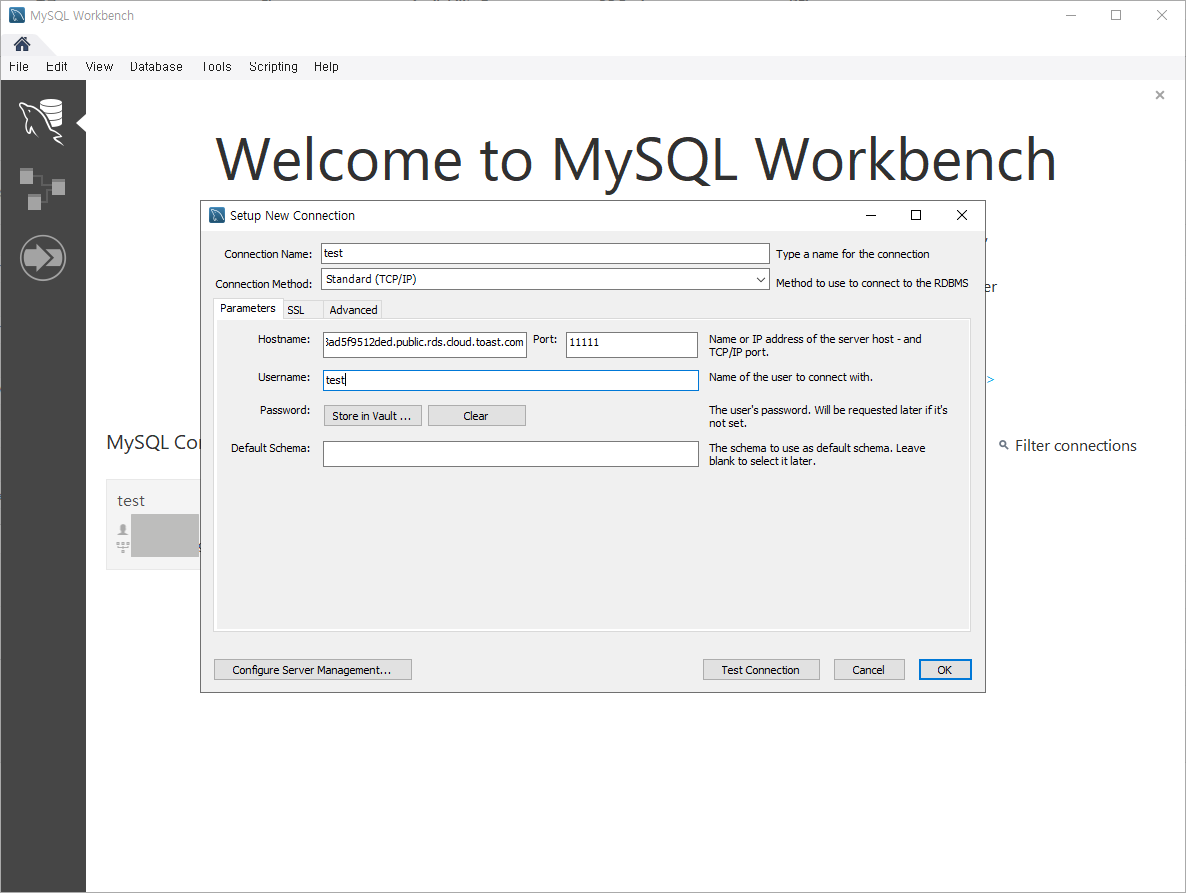 MySQL Workbench
File Edit View Database Tools Scripting Help
Welcome to MySQL Workbench
Setup New Connection
Connection Name: test Type a name for the connection
Connection Method: Standard (TCP/IP) Method to use to connect to the RDBMS
Parameters SSL Advanced
Hostname: 3ad5f9512ded.public.rds.cloud.toast.com Port: 11111 Name or IP address of the server host - and
TCP/IP port.
Username: test Name of the user to connect with.
Password: Store in Vault ... Clear The user's password. Will be requested later if it's
not set.
Default Schema: The schema to use as default schema. Leave
blank to select it later.
Configure Server Management... Test Connection Cancel OK
er
>
MySQL Con
Filter connections
test